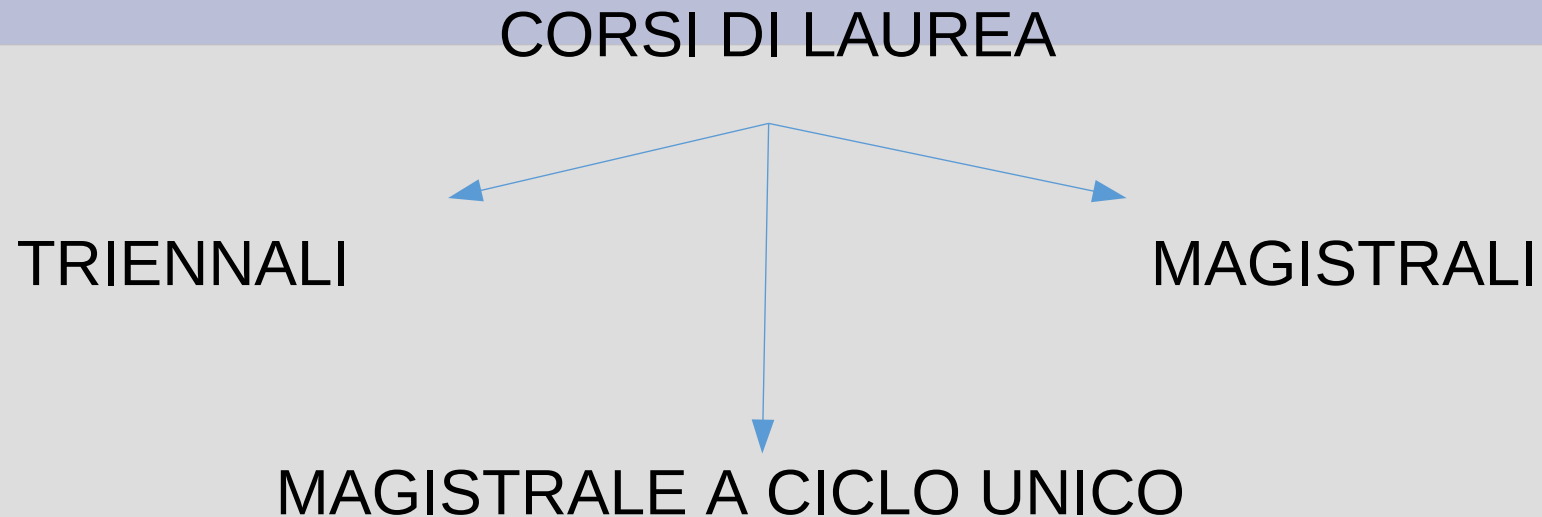 CORSI DI LAUREA
TRIENNALI
MAGISTRALI
MAGISTRALE A CICLO UNICO